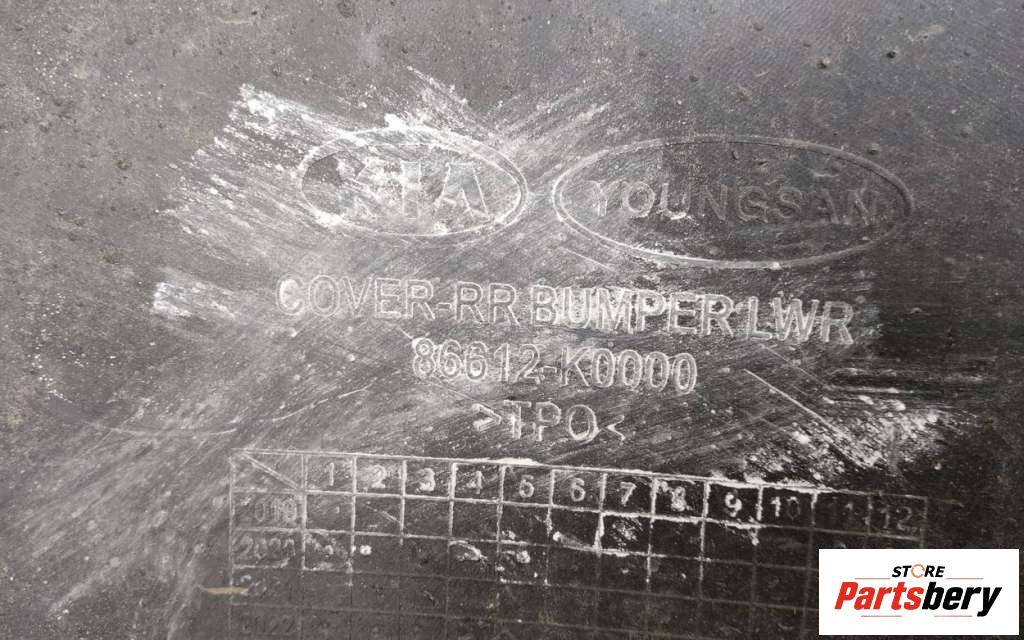 KIA YOUNGSAN
COVER-RR BUMPER LWR
86612-K0000
>TPO<
1 2 3 4 5 6 7 8 9 10 11 12
STORE
Partsbery